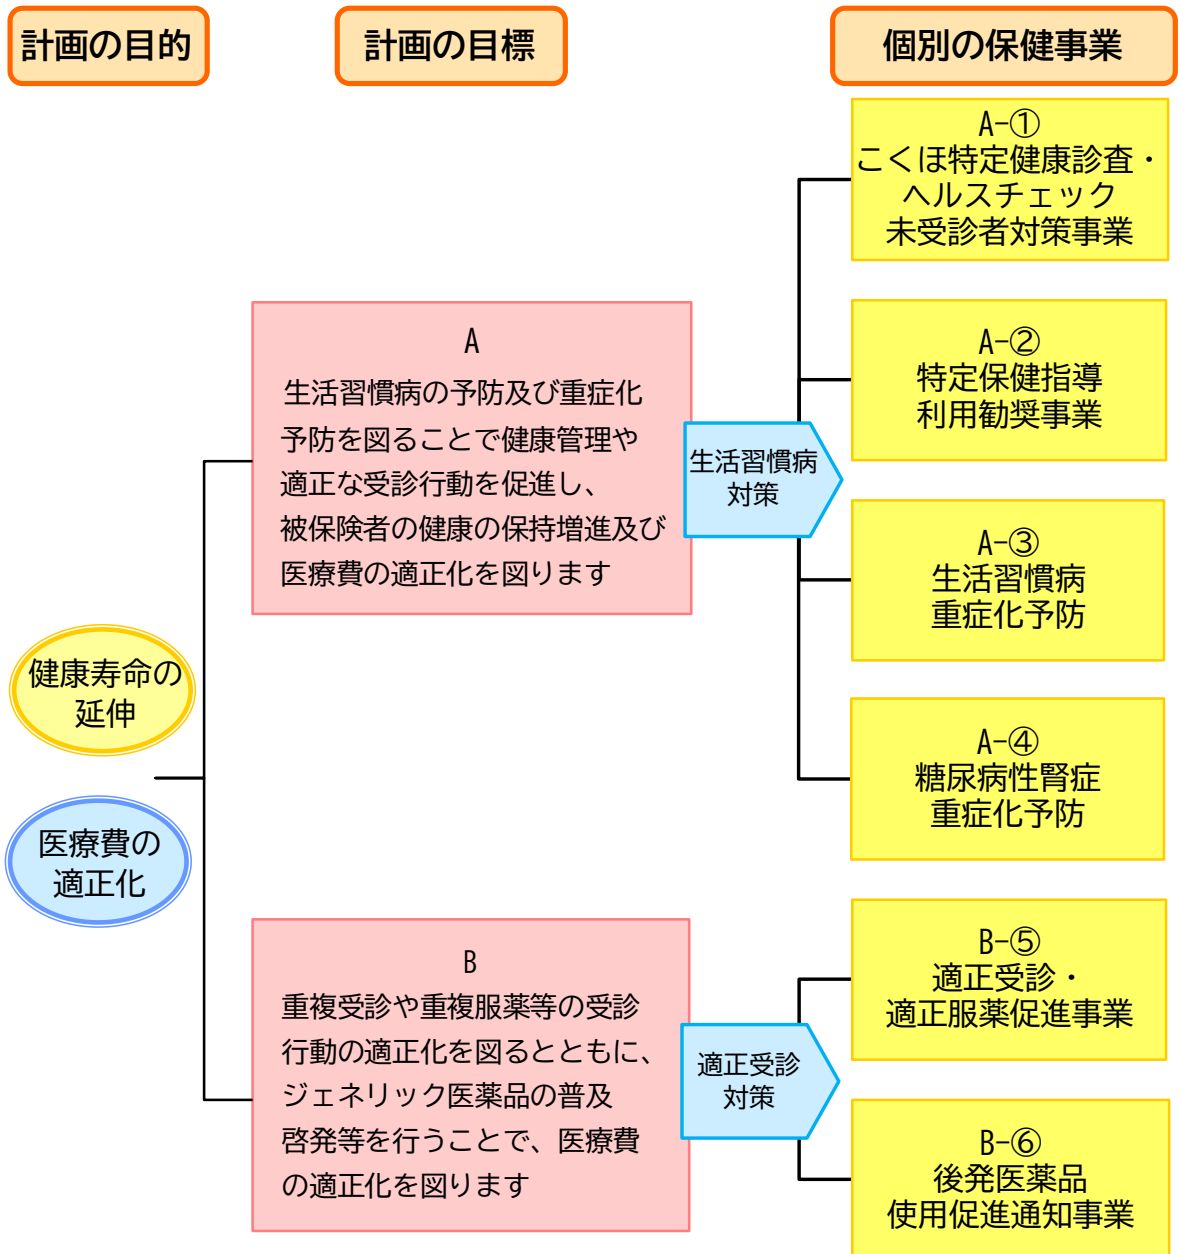 計画の目的
計画の目標
個別の保健事業
健康寿命の
延伸
医療費の
適正化
A
生活習慣病の予防及び重症化
予防を図ることで健康管理や
適正な受診行動を促進し、
被保険者の健康の保持増進及び
医療費の適正化を図ります
生活習慣病
対策
A-①
こくほ特定健康診査・
ヘルスチェック
未受診者対策事業
A-②
特定保健指導
利用勧奨事業
A-③
生活習慣病
重症化予防
A-④
糖尿病性腎症
重症化予防
B
重複受診や重複服薬等の受診
行動の適正化を図るとともに、
ジェネリック医薬品の普及
啓発等を行うことで、医療費
の適正化を図ります
適正受診
対策
B-⑤
適正受診・
適正服薬促進事業
B-⑥
後発医薬品
使用促進通知事業